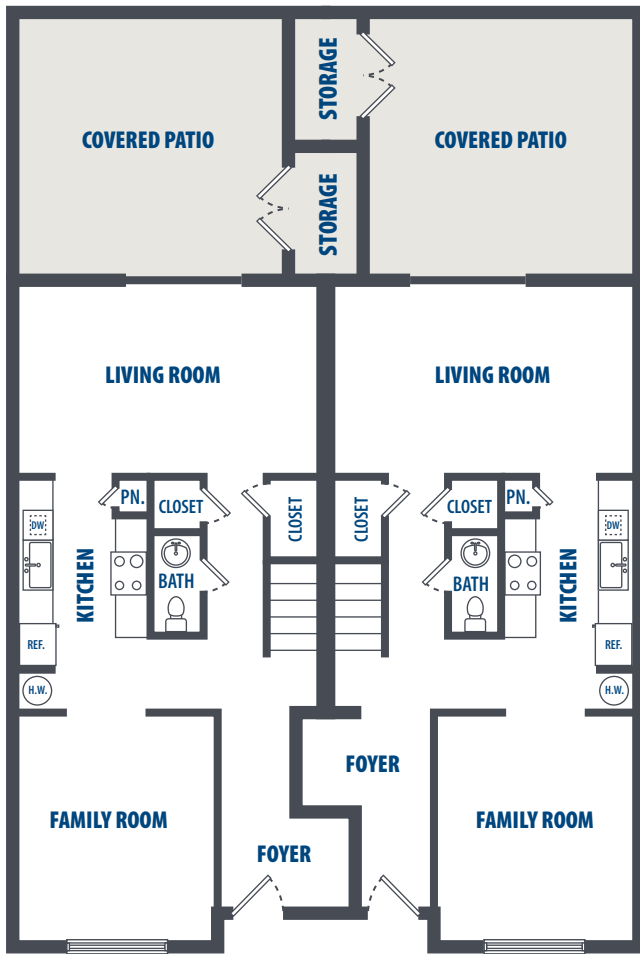 STORAGE
COVERED PATIO
COVERED PATIO
STORAGE
LIVING ROOM
LIVING ROOM
PN.
CLOSET
CLOSET
CLOSET
CLOSET
PN.
DW
DW
KITCHEN
BATH
BATH
KITCHEN
REF.
REF.
H.W.
H.W.
FOYER
FAMILY ROOM
FAMILY ROOM
FOYER